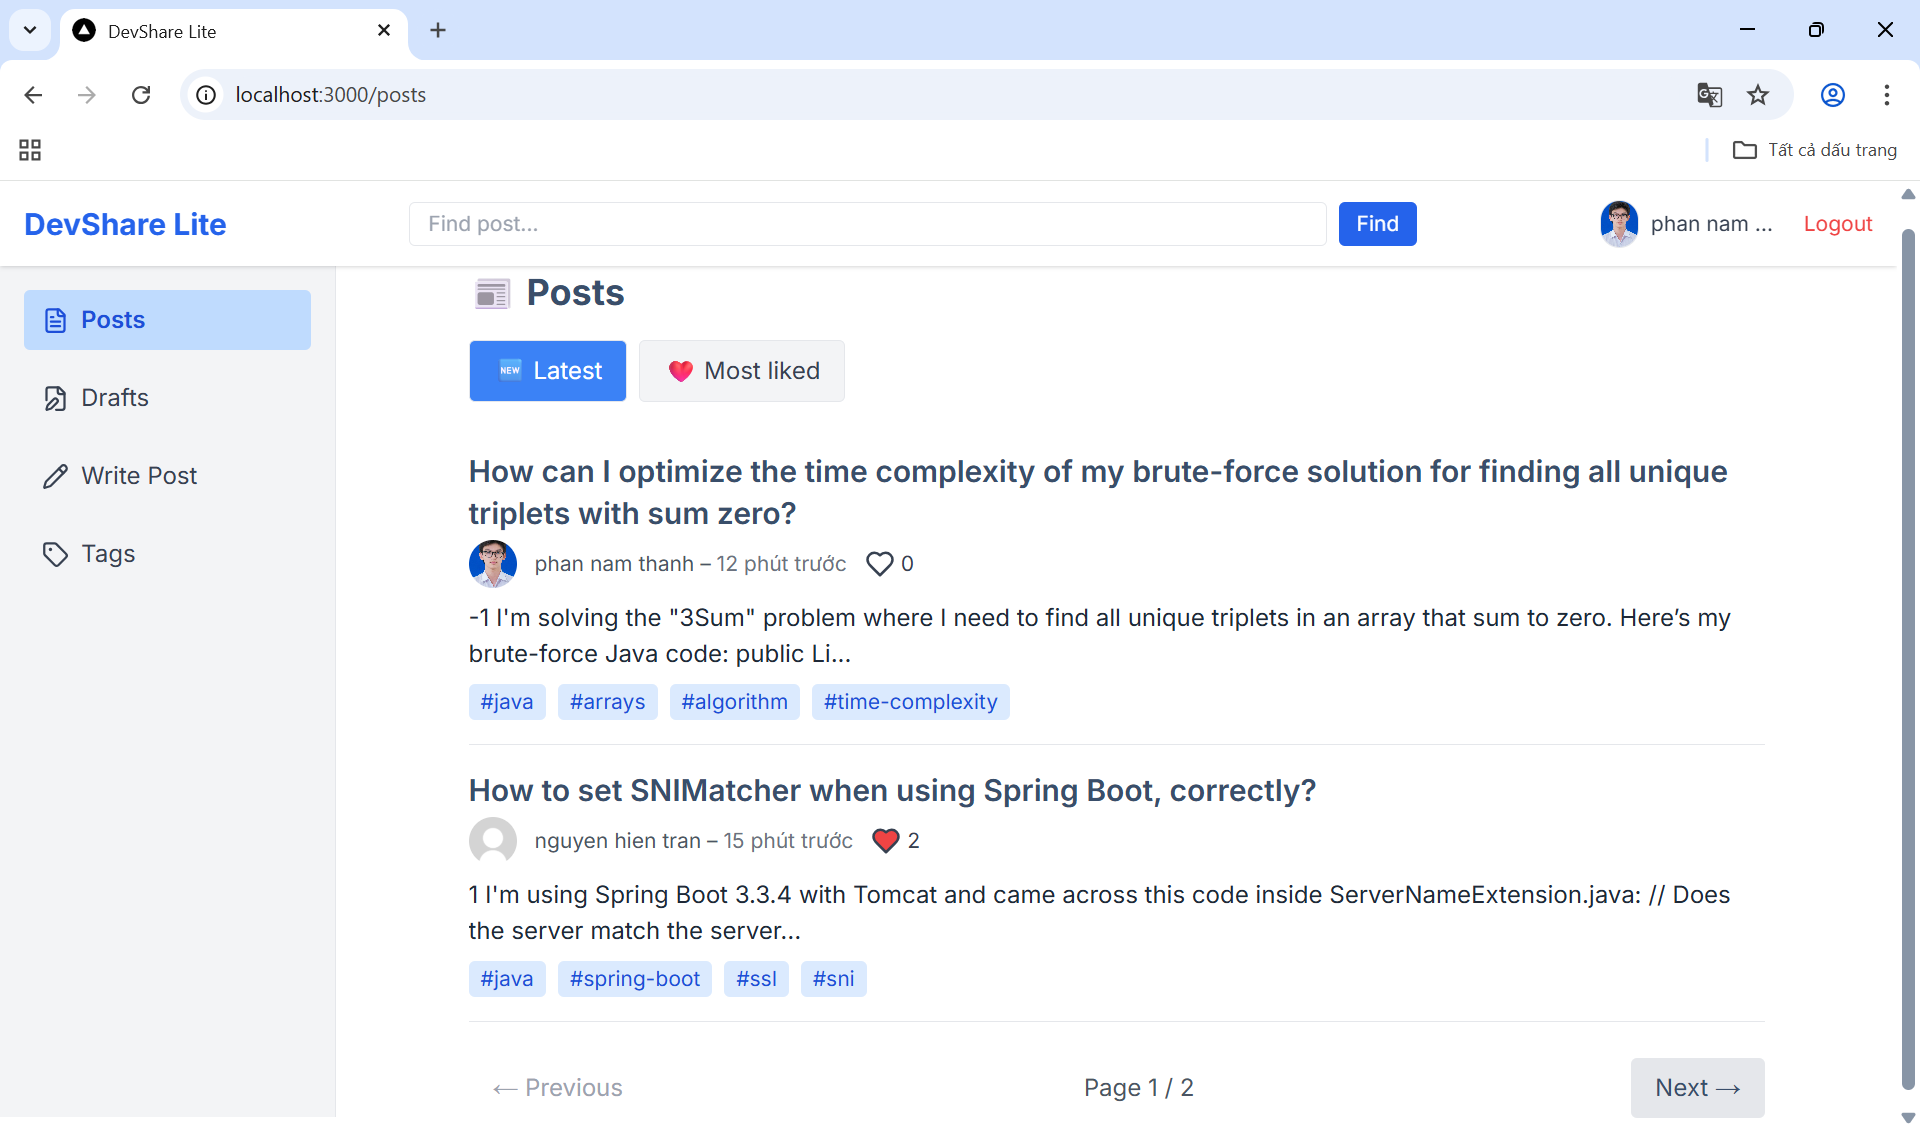 DevShare Lite
localhost:3000/posts
Tất cả dấu trang
DevShare Lite
Find post...
Find
phan nam ...
Logout
Posts
Drafts
Write Post
Tags
Posts
NEW Latest
Most liked
How can I optimize the time complexity of my brute-force solution for finding all unique
triplets with sum zero?
phan nam thanh – 12 phút trước 0
-1 I'm solving the "3Sum" problem where I need to find all unique triplets in an array that sum to zero. Here’s my
brute-force Java code: public Li...
#java #arrays #algorithm #time-complexity
How to set SNIMatcher when using Spring Boot, correctly?
nguyen hien tran – 15 phút trước 2
1 I'm using Spring Boot 3.3.4 with Tomcat and came across this code inside ServerNameExtension.java: // Does
the server match the server...
#java #spring-boot #ssl #sni
← Previous
Page 1 / 2
Next →